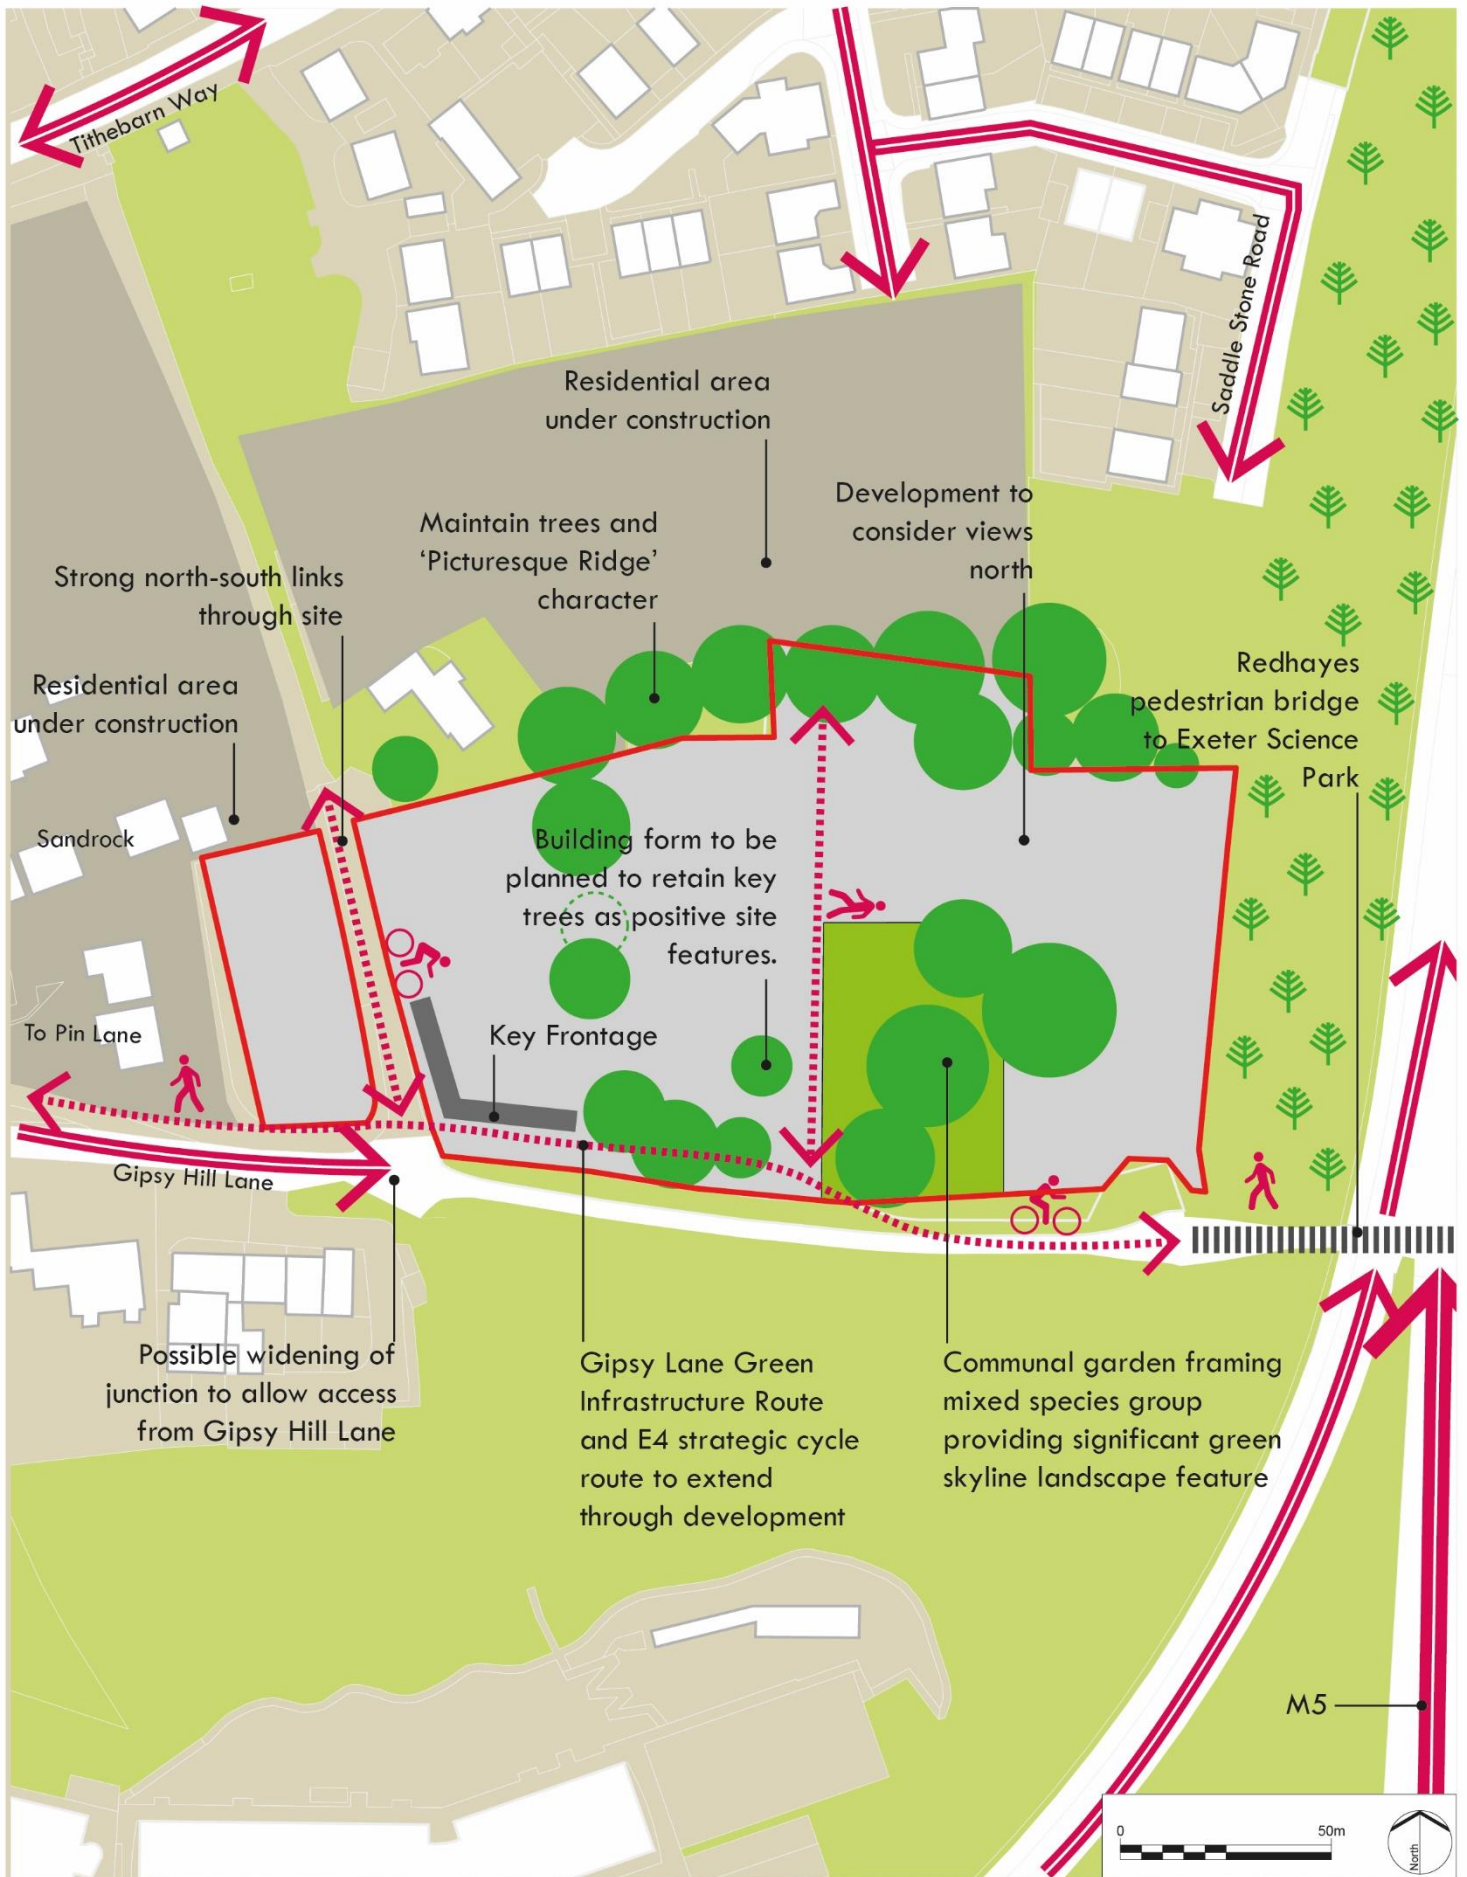 Tithebarn Way
Saddle Stone Road
Residential area
under construction
Development to
consider views
north
Maintain trees and
‘Picturesque Ridge’
character
Strong north-south links
through site
Residential area
under construction
Redhayes
pedestrian bridge
to Exeter Science
Park
Sandrock
Building form to be
planned to retain key
trees as positive site
features.
To Pin Lane
Key Frontage
Gipsy Hill Lane
Possible widening of
junction to allow access
from Gipsy Hill Lane
Gipsy Lane Green
Infrastructure Route
and E4 strategic cycle
route to extend
through development
Communal garden framing
mixed species group
providing significant green
skyline landscape feature
M5
0 50m
North